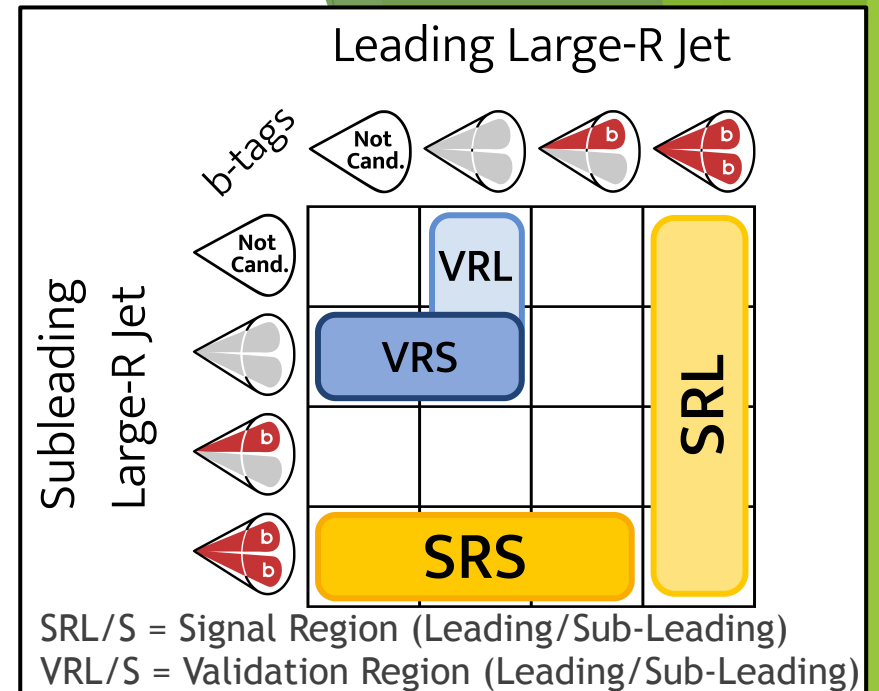 Leading Large-R Jet
b-tags
Not
Cand.
b
b
b
Not
Cand.
VRL
Subleading
Large-R Jet
VRS
SRL
b
b
b
SRS
SRL/S = Signal Region (Leading/Sub-Leading)
VRL/S = Validation Region (Leading/Sub-Leading)